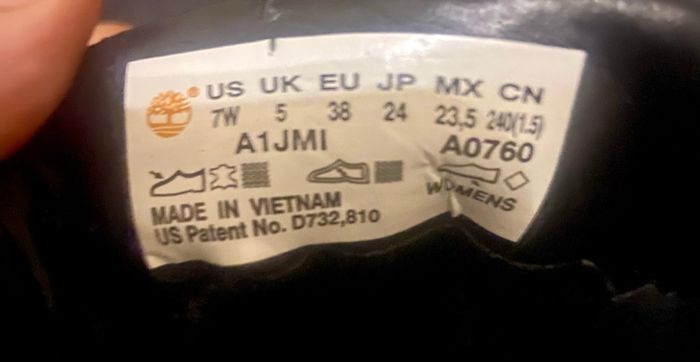 ® US UK EU JP MX CN
7W 5 38 24 23,5 240(1.5)
A1JMI A0760
WOMENS
MADE IN VIETNAM
US Patent No. D732,810